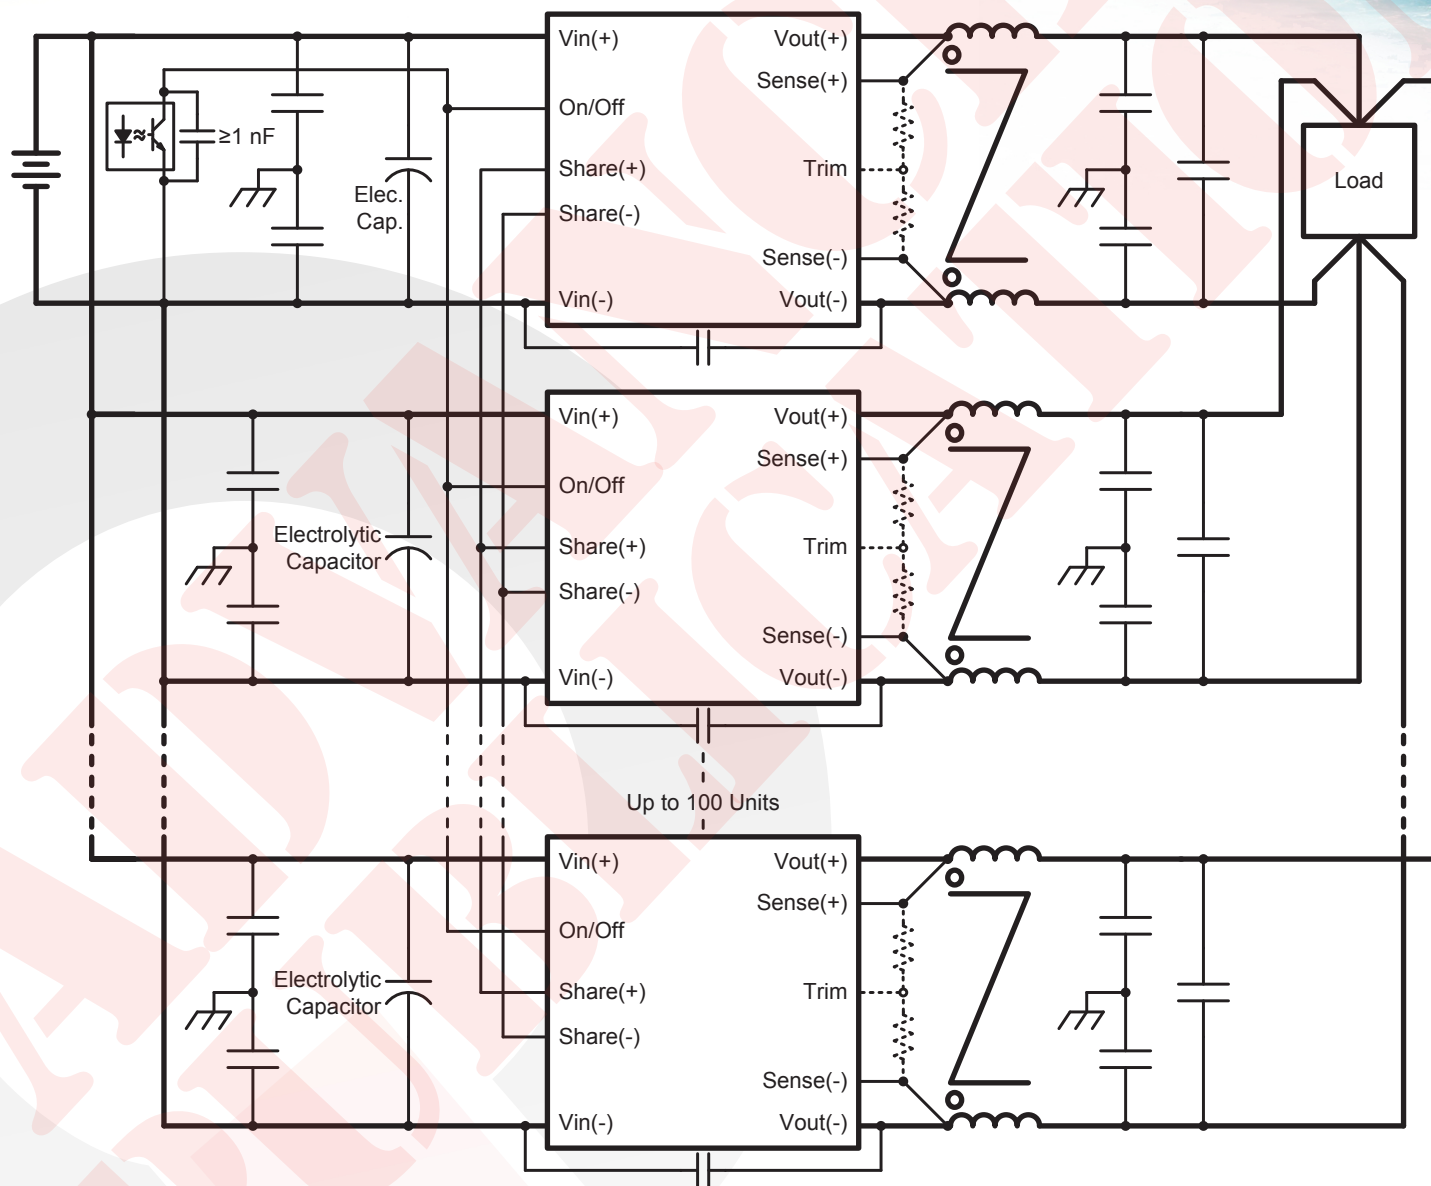 Vin(+)
Vout(+)
Sense(+)
On/Off
≥1 nF
Share(+)
Trim
Elec.
Cap.
Share(-)
Load
Sense(-)
Vin(-)
Vout(-)
Vin(+)
Vout(+)
Sense(+)
On/Off
Electrolytic
Capacitor
Share(+)
Trim
Share(-)
Sense(-)
Vin(-)
Vout(-)
Up to 100 Units
Vin(+)
Vout(+)
Sense(+)
On/Off
Electrolytic
Capacitor
Share(+)
Trim
Share(-)
Sense(-)
Vin(-)
Vout(-)